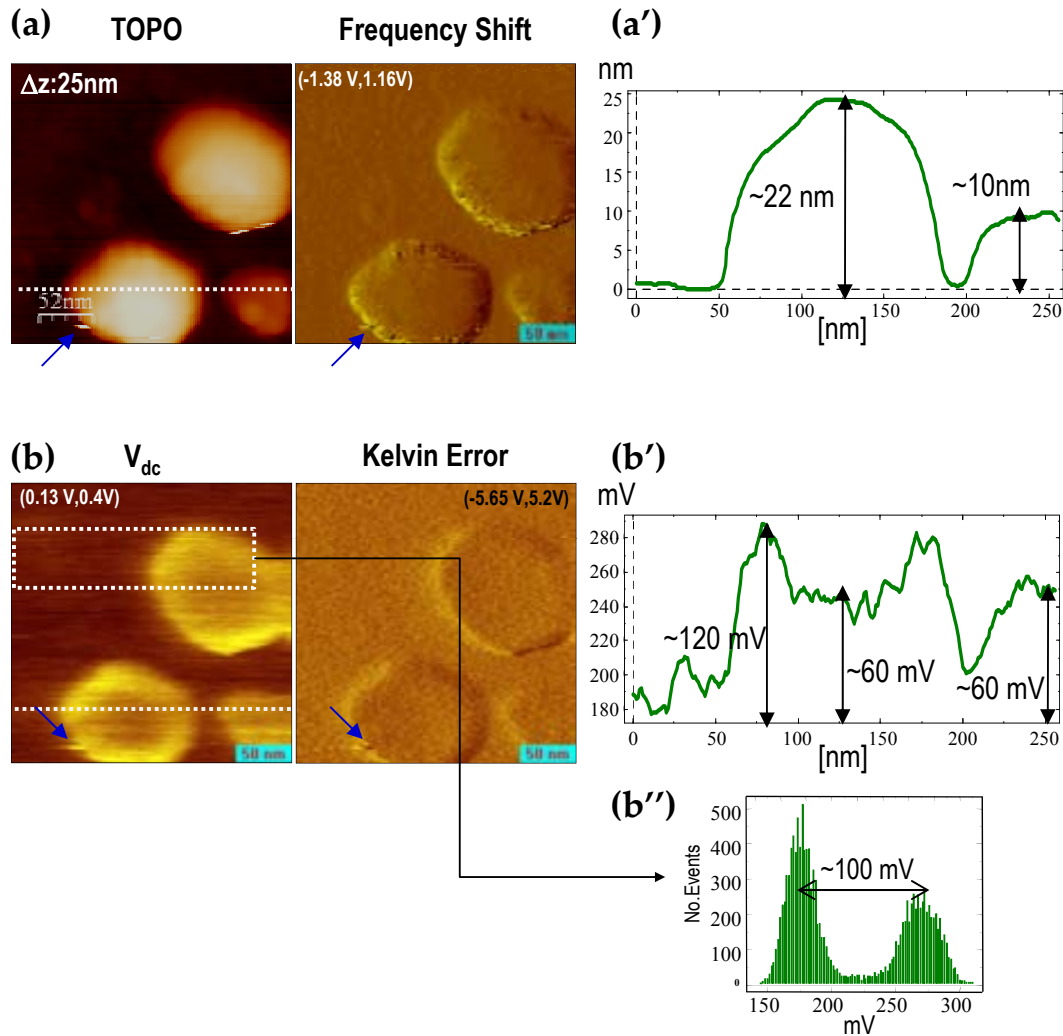 (a)
TOPO
Frequency Shift
(a')
Δz:25nm
(-1.38 V,1.16V)
52nm
50 nm
nm
25
20
15
10
5
0
~22 nm
~10nm
0 50 100 150 200 250
[nm]
(b)
Vdc
Kelvin Error
(b')
(0.13 V,0.4V)
(-5.65 V,5.2V)
50 nm
50 nm
mV
280
260
240
220
200
180
~120 mV
~60 mV
~60 mV
0 50 100 150 200 250
[nm]
(b'')
No.Events
500
400
300
200
100
0
~100 mV
150 200 250 300
mV